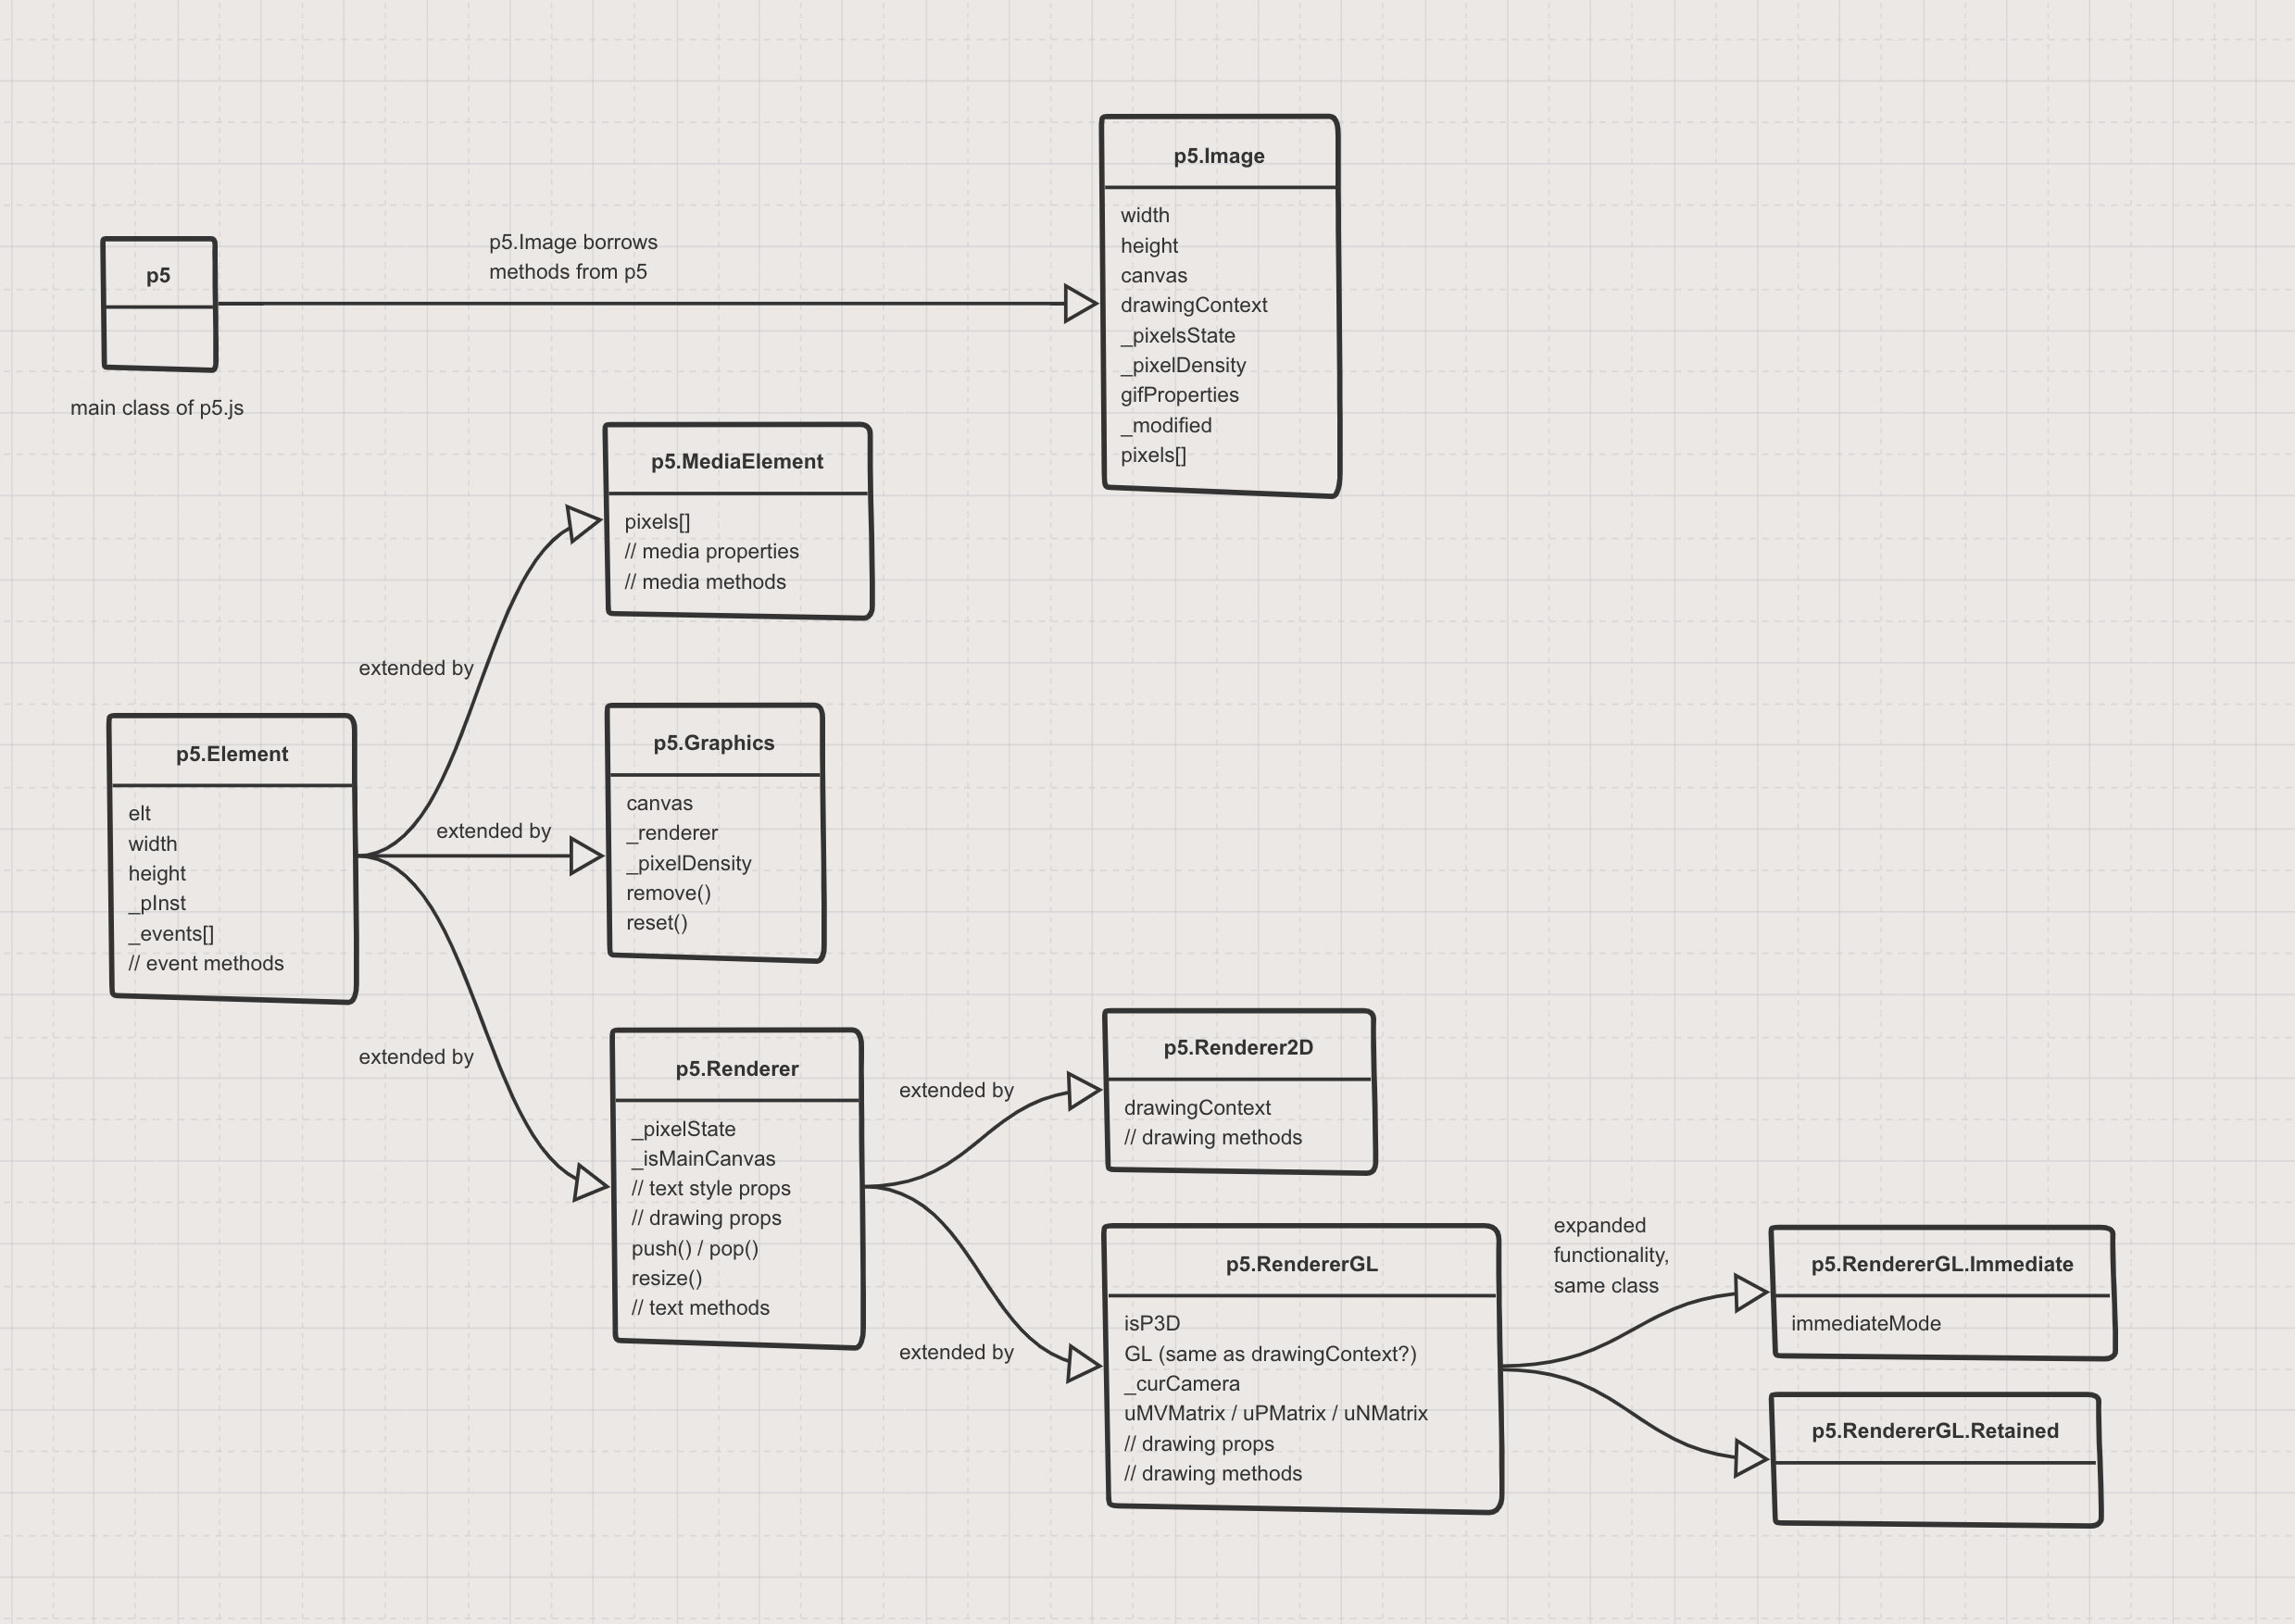 p5.Image
width
height
canvas
drawingContext
_pixelsState
_pixelDensity
gifProperties
_modified
pixels[]
p5
main class of p5.js
p5.Image borrows
methods from p5
p5.MediaElement
pixels[]
// media properties
// media methods
extended by
p5.Element
elt
width
height
_pInst
_events[]
// event methods
extended by
p5.Graphics
canvas
_renderer
_pixelDensity
remove()
reset()
extended by
p5.Renderer
_pixelState
_isMainCanvas
// text style props
// drawing props
push() / pop()
resize()
// text methods
extended by
p5.Renderer2D
drawingContext
// drawing methods
extended by
p5.RendererGL
isP3D
GL (same as drawingContext?)
_curCamera
uMVMatrix / uPMatrix / uNMatrix
// drawing props
// drawing methods
expanded
functionality,
same class
p5.RendererGL.Immediate
immediateMode
p5.RendererGL.Retained